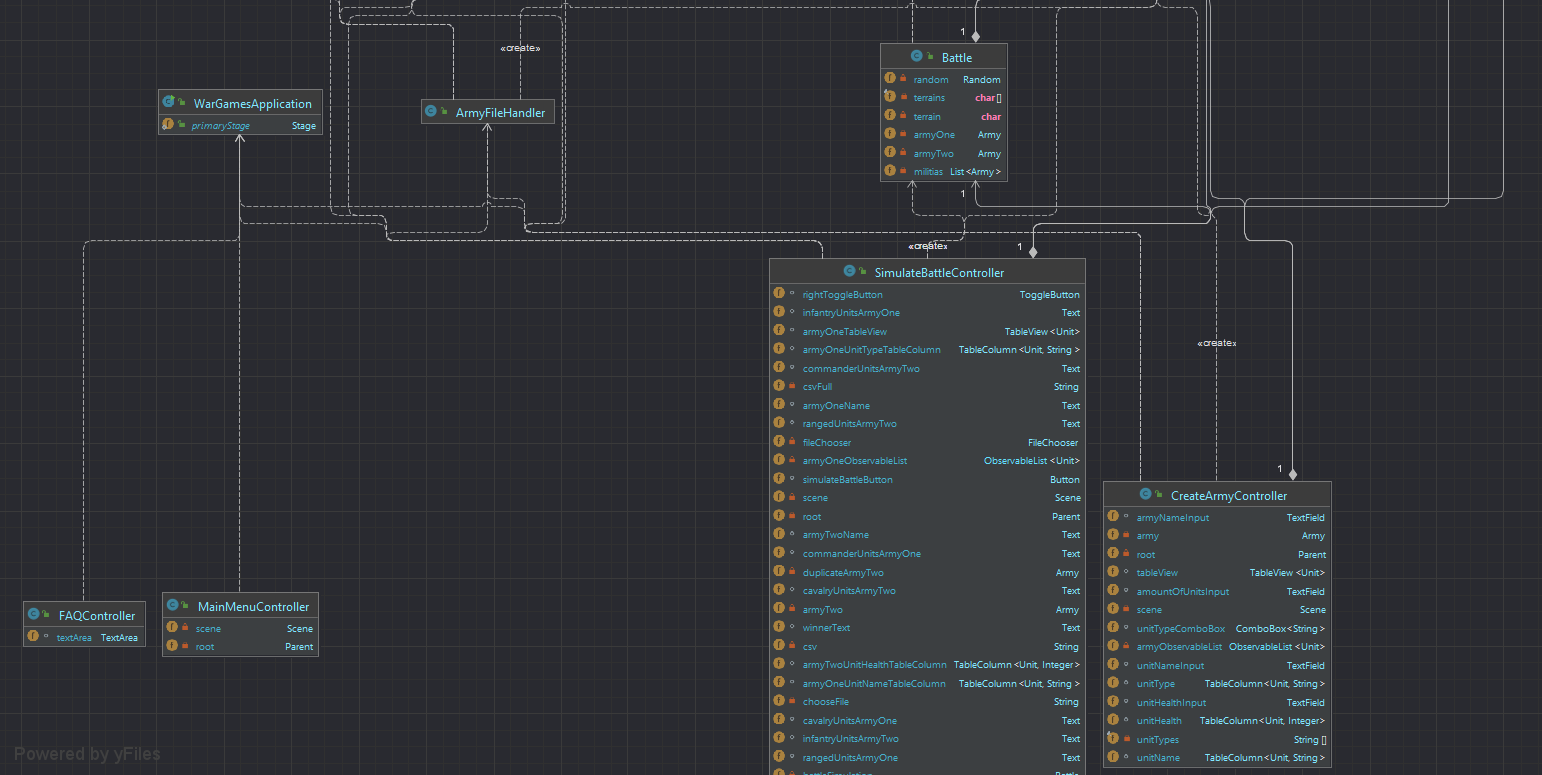 «create»
1
Battle
random Random
terrains char[]
terrain char
armyOne Army
armyTwo Army
militias List<Army>
WarGamesApplication
primaryStage Stage
ArmyFileHandler
1
«create»
1
SimulateBattleController
rightToggleButton ToggleButton
infantryUnitsArmyOne Text
armyOneTableView TableView<Unit>
armyOneUnitTypeTableColumn TableColumn<Unit, String>
commanderUnitsArmyTwo Text
csvFull String
armyOneName Text
rangedUnitsArmyTwo Text
fileChooser FileChooser
armyOneObservableList ObservableList<Unit>
simulateBattleButton Button
scene Scene
root Parent
armyTwoName Text
commanderUnitsArmyOne Text
duplicateArmyTwo Army
cavalryUnitsArmyTwo Text
armyTwo Army
winnerText Text
csv String
armyTwoUnitHealthTableColumn TableColumn<Unit, Integer>
armyOneUnitNameTableColumn TableColumn<Unit, String>
chooseFile String
cavalryUnitsArmyOne Text
infantryUnitsArmyTwo Text
rangedUnitsArmyOne Text
«create»
1
CreateArmyController
armyNameInput TextField
army Army
root Parent
tableView TableView<Unit>
amountOfUnitsInput TextField
scene Scene
unitTypeComboBox ComboBox<String>
armyObservableList ObservableList<Unit>
unitNameInput TextField
unitType TableColumn<Unit, String>
unitHealthInput TextField
unitHealth TableColumn<Unit, Integer>
unitTypes String[]
unitName TableColumn<Unit, String>
FAQController
textArea TextArea
MainMenuController
scene Scene
root Parent
Powered by yFiles